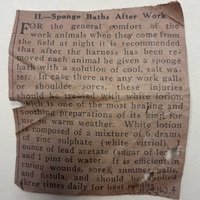 II.—Sponge Baths After Work
FOR the general comfort of the
work animals when they come from
the field at night it is recommended
that after the harness has been re-
moved each animal be given a sponge
bath with a solution of cool, salt wa-
ter. In case there are any work galls
or shoulder sores, these injuries
should be treated with white lotion
which is one of the most healing and
soothing preparations of its kind for
use in warm weather. White lotion
is composed of a mixture of 6 drams
of zinc sulphate (white vitriol), 1
ounce of lead acetate (sugar of lead)
and 1 pint of water. It is efficient in
curing wounds, sores, summer galls,
and fistula, and should be applied
three times daily for best results.